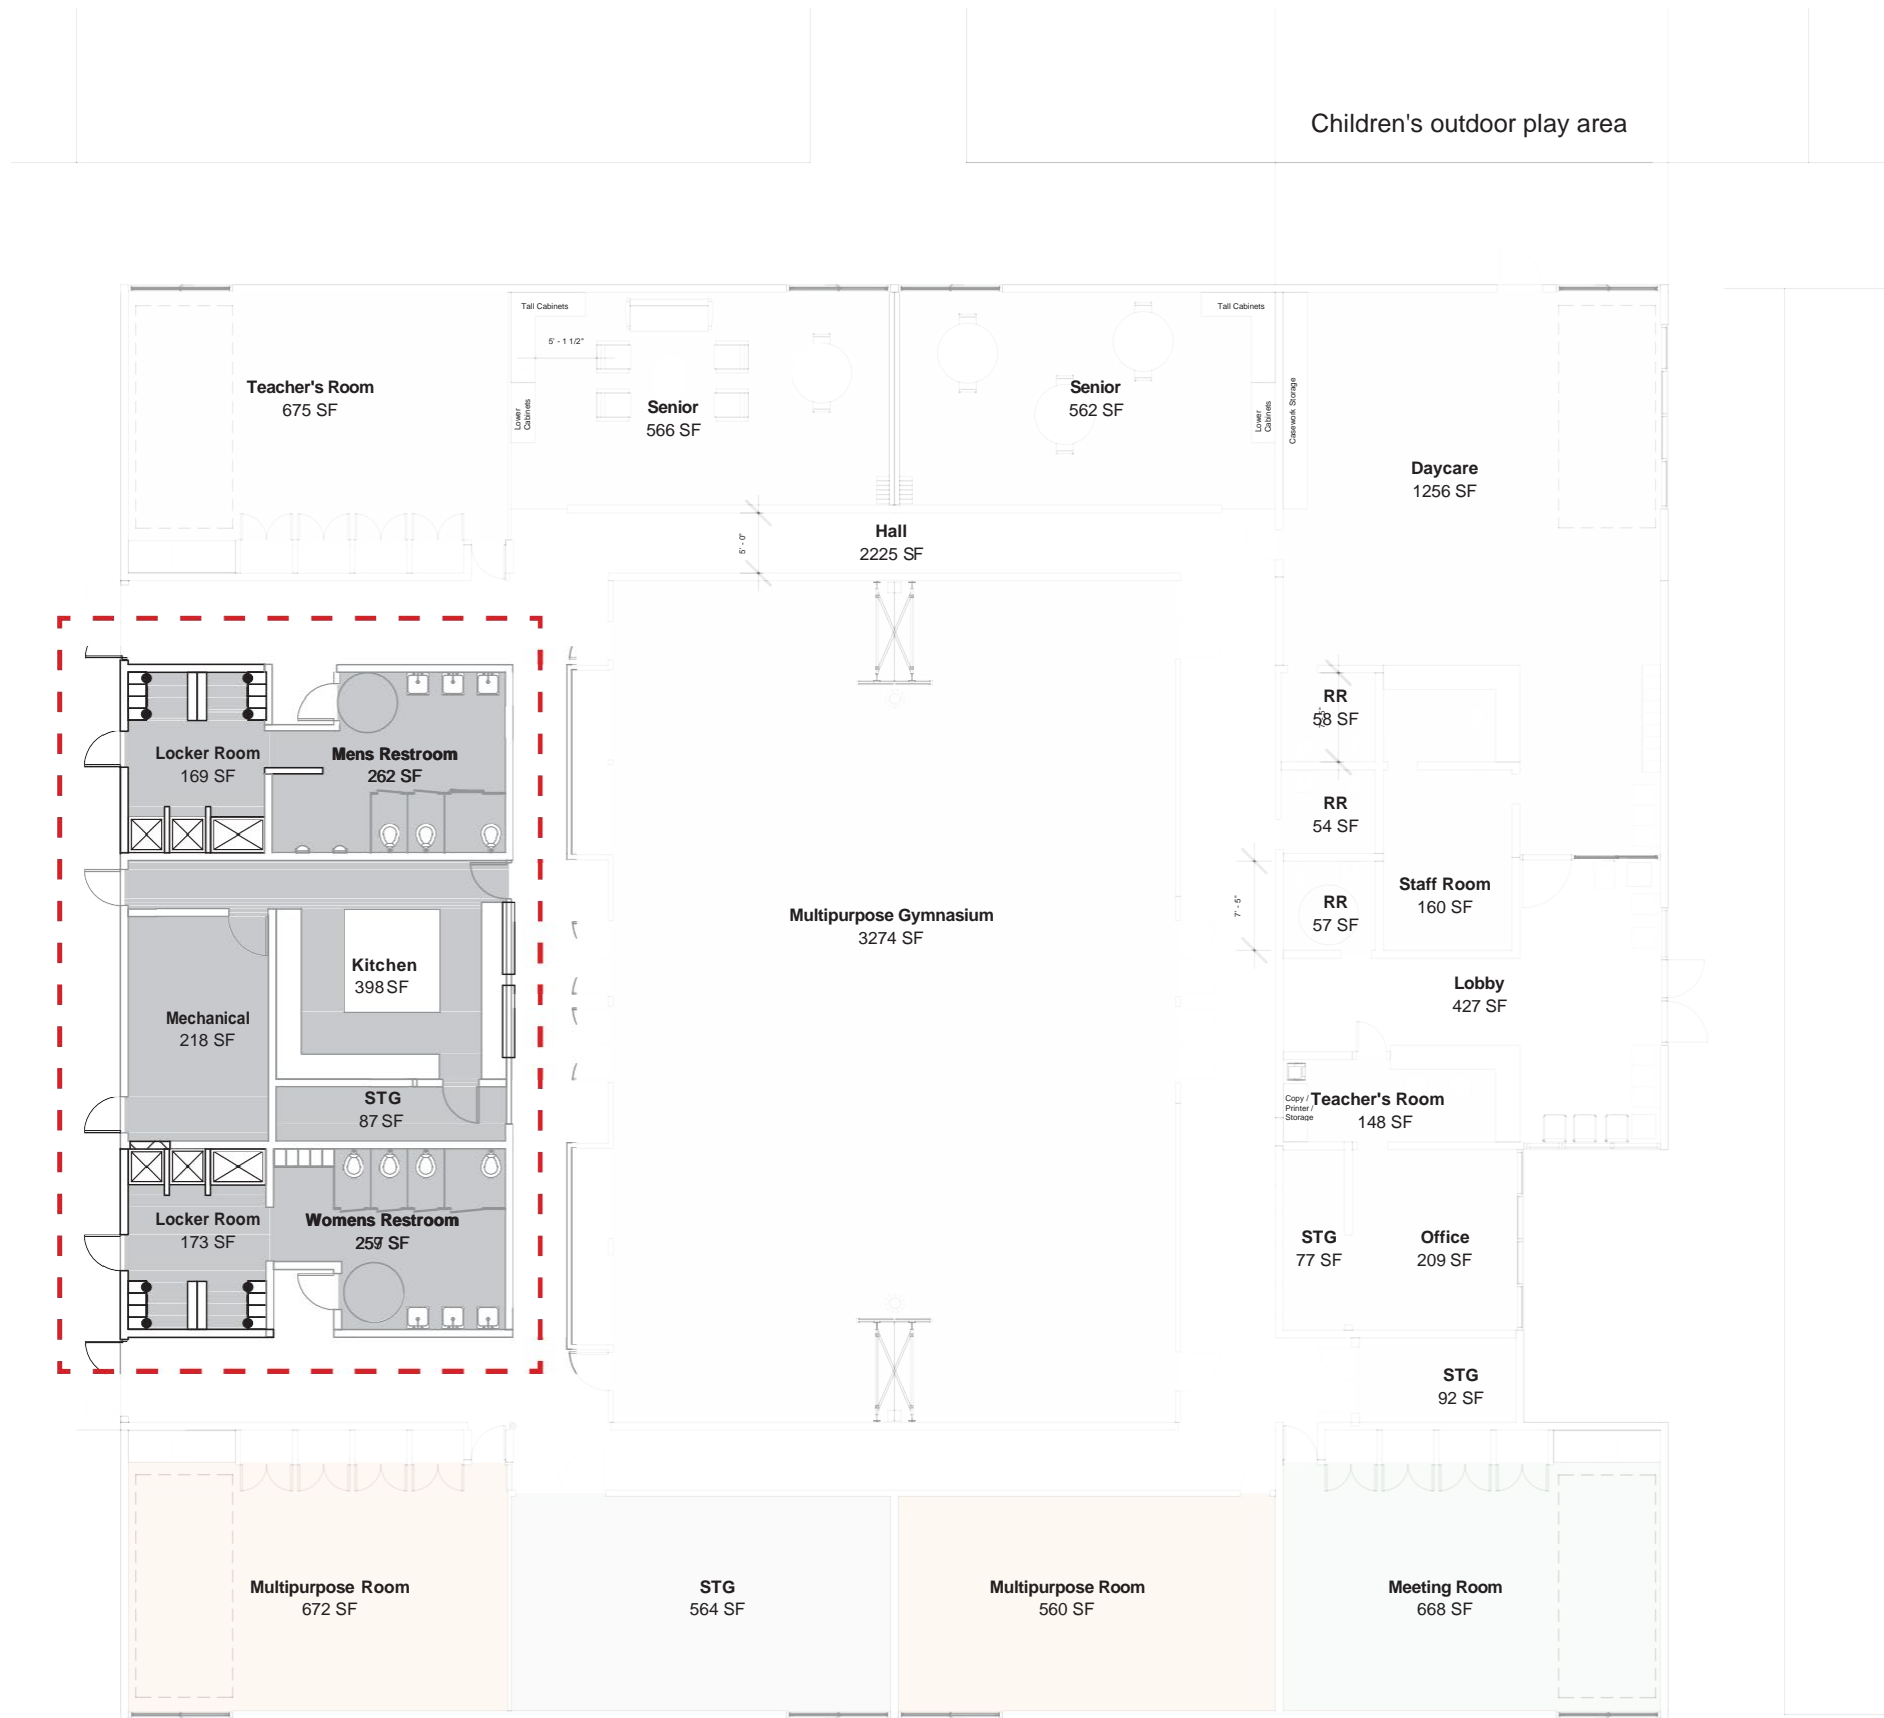 Children's outdoor play area
Tall Cabinets
Tall Cabinets
5' - 1 1/2"
Teacher's Room
675 SF
Lower
Cabinets
Senior
566 SF
Senior
562 SF
Lower
Cabinets
Casework Storage
Daycare
1256 SF
Hall
2225 SF
5' - 0"
RR
58 SF
Locker Room
169 SF
Mens Restroom
262 SF
RR
54 SF
Staff Room
160 SF
RR
57 SF
7' - 5"
Multipurpose Gymnasium
3274 SF
Kitchen
398 SF
Lobby
427 SF
Mechanical
218 SF
STG
87 SF
Copy /
Printer /
Storage
Teacher's Room
148 SF
Locker Room
173 SF
Womens Restroom
SF
STG
77 SF
Office
209 SF
STG
92 SF
Multipurpose Room
672 SF
STG
564 SF
Multipurpose Room
560 SF
Meeting Room
668 SF